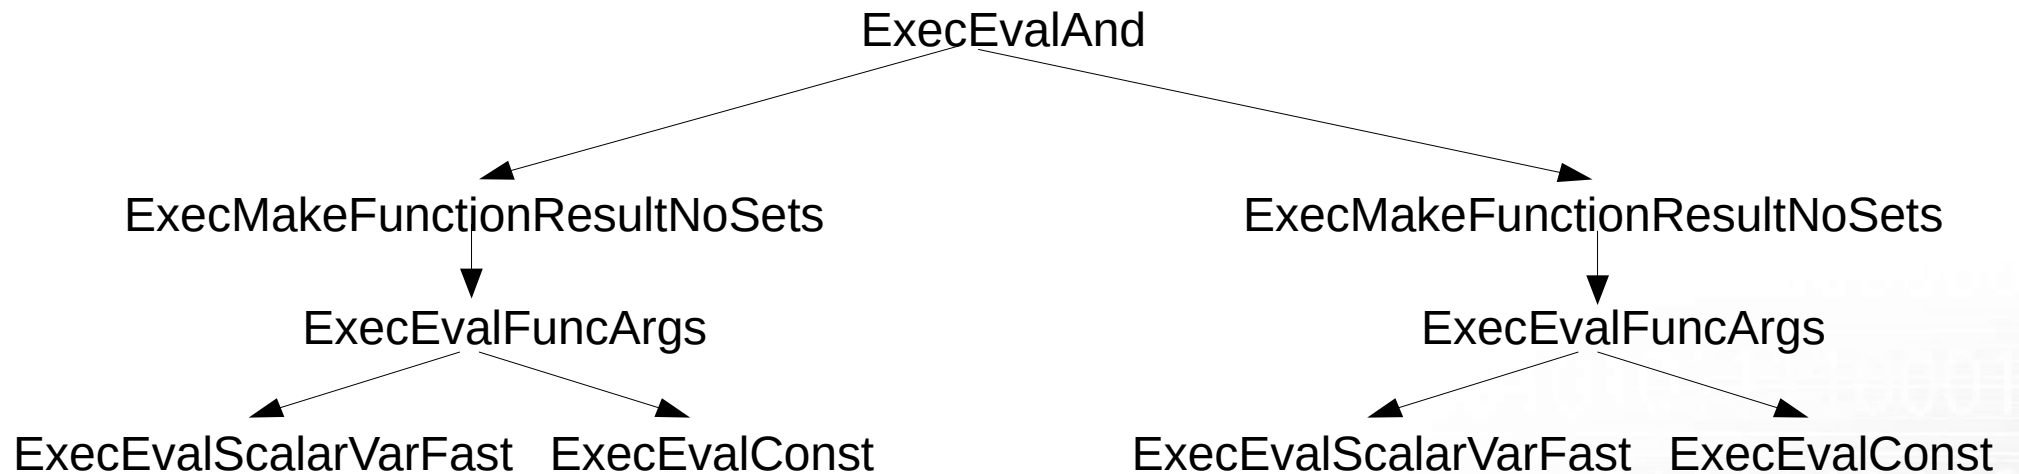 ExecEvalAnd
ExecMakeFunctionResultNoSets ExecMakeFunctionResultNoSets
ExecEvalFuncArgs ExecEvalFuncArgs
ExecEvalScalarVarFast ExecEvalConst ExecEvalScalarVarFast ExecEvalConst